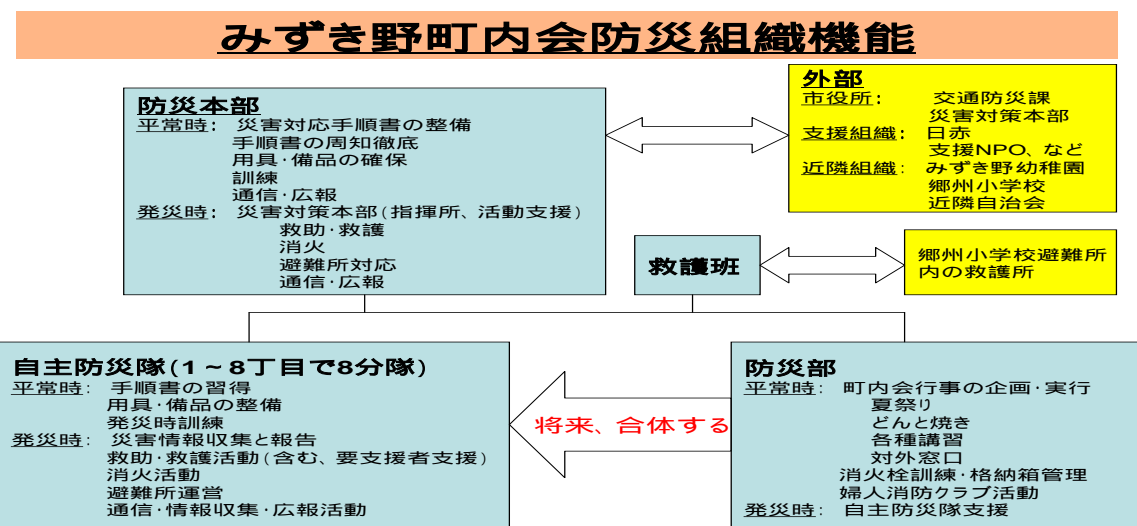 みずき野町内会防災組織機能
防災本部
平常時: 災害対応手順書の整備
手順書の周知徹底
用具・備品の確保
訓練
通信・広報
発災時: 災害対策本部(指揮所、活動支援)
救助・救護
消火
避難所対応
通信・広報
外部
市役所: 交通防災課
災害対策本部
支援組織: 日赤
支援NPO、など
近隣組織: みずき野幼稚園
郷州小学校
近隣自治会
救護班
郷州小学校避難所
内の救護所
自主防災隊(1~8丁目で8分隊)
平常時: 手順書の習得
用具・備品の整備
発災時訓練
発災時: 災害情報収集と報告
救助・救護活動(含む、要支援者支援)
消火活動
避難所運営
通信・情報収集・広報活動
将来、合体する
防災部
平常時: 町内会行事の企画・実行
夏祭り
どんと焼き
各種講習
対外窓口
消火栓訓練・格納箱管理
婦人消防クラブ活動
発災時: 自主防災隊支援